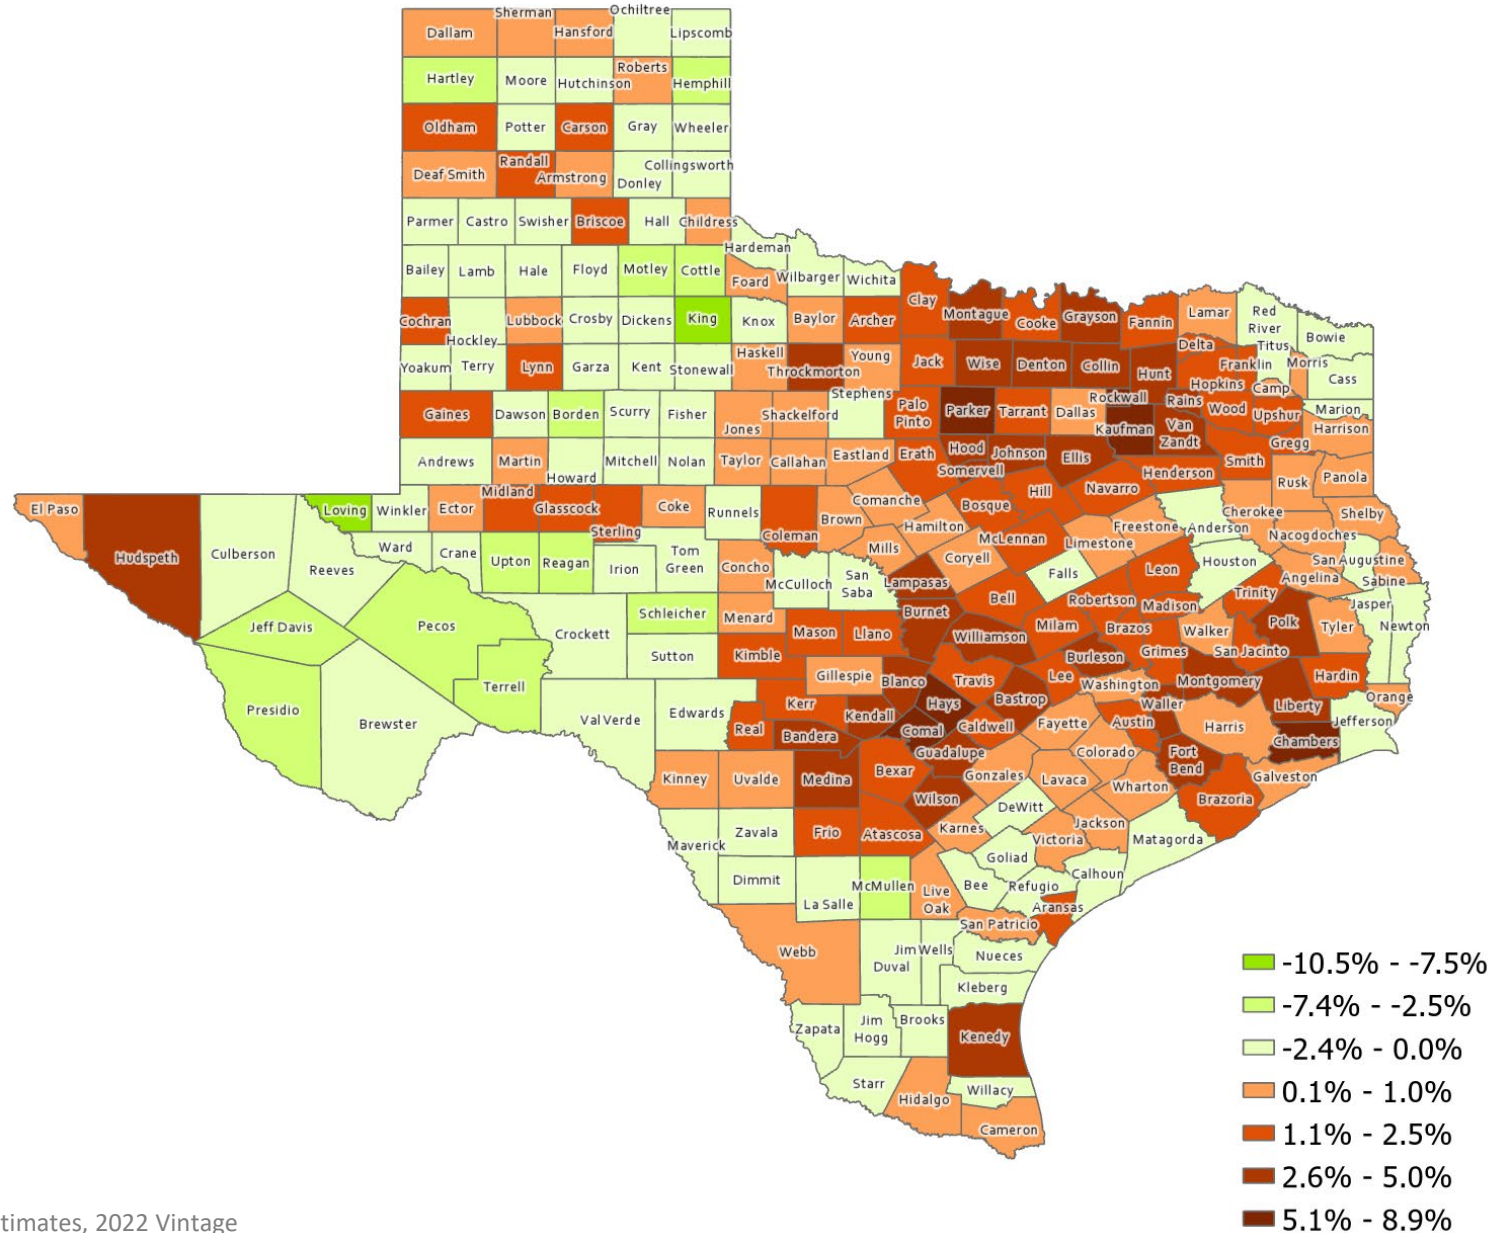 Sherman
Ochiltree
Dallam
Hansford
Lipscomb
Roberts
Hartley
Moore
Hutchinson
Hemphill
Oldham
Potter
Carson
Gray
Wheeler
Randall
Collingsworth
Deaf Smith
Armstrong
Donley
Parmer
Castro
Swisher
Briscoe
Hall
Childress
Hardeman
Bailey
Lamb
Hale
Floyd
Motley
Cottle
Foard
Wilbarger
Wichita
Clay
Cochran
Hockley
Lubbock
Crosby
Dickens
King
Knox
Baylor
Archer
Montague
Cooke
Grayson
Fannin
Lamar
Red
River
Bowie
Titus
Delta
Yoakum
Terry
Lynn
Garza
Kent
Stonewall
Haskell
Throckmorton
Young
Jack
Wise
Denton
Collin
Hunt
Franklin
Morris
Hopkins
Camp
Cass
Gaines
Dawson
Borden
Scurry
Fisher
Jones
Shackelford
Stephens
Palo
Pinto
Parker
Tarrant
Dallas
Rockwall
Rains
Wood
Upshur
Marion
Kaufman
Van
Zandt
Gregg
Harrison
Andrews
Martin
Howard
Mitchell
Nolan
Taylor
Callahan
Eastland
Erath
Hood
Somervell
Johnson
Ellis
Henderson
Smith
Rusk
Panola
El Paso
Hudspeth
Culberson
Reeves
Loving
Winkler
Ector
Midland
Glasscock
Sterling
Coke
Runnels
Coleman
Brown
Comanche
Hamilton
Bosque
Hill
Navarro
Freestone
Anderson
Cherokee
Nacogdoches
Shelby
Ward
Crane
Upton
Reagan
Irion
Tom
Green
Concho
McCulloch
San
Saba
Mills
Lampasas
Coryell
McLennan
Limestone
Falls
Leon
Houston
Angelina
San Augustine
Sabine
Jeff Davis
Pecos
Crockett
Schleicher
Menard
Mason
Llano
Burnet
Bell
Milam
Robertson
Madison
Trinity
Polk
Tyler
Jasper
Newton
Sutton
Kimble
Gillespie
Blanco
Williamson
Travis
Lee
Burleson
Brazos
Grimes
Walker
San Jacinto
Montgomery
Hardin
Orange
Presidio
Brewster
Terrell
Val Verde
Edwards
Real
Kerr
Bandera
Kendall
Comal
Hays
Caldwell
Bastrop
Fayette
Washington
Austin
Waller
Harris
Liberty
Jefferson
Chambers
Kinney
Uvalde
Medina
Bexar
Guadalupe
Wilson
Gonzales
Lavaca
Colorado
Wharton
Fort
Bend
Brazoria
Galveston
Maverick
Zavala
Frio
Atascosa
Karnes
DeWitt
Victoria
Jackson
Matagorda
Dimmit
La Salle
McMullen
Live
Oak
Bee
Goliad
Refugio
Calhoun
Aransas
San Patricio
Webb
Duval
Jim Wells
Nueces
Kleberg
Zapata
Jim
Hogg
Brooks
Kenedy
Starr
Hidalgo
Willacy
Cameron
-10.5% - -7.5%
-7.4% - -2.5%
-2.4% - 0.0%
0.1% - 1.0%
1.1% - 2.5%
2.6% - 5.0%
5.1% - 8.9%
timates, 2022 Vintage